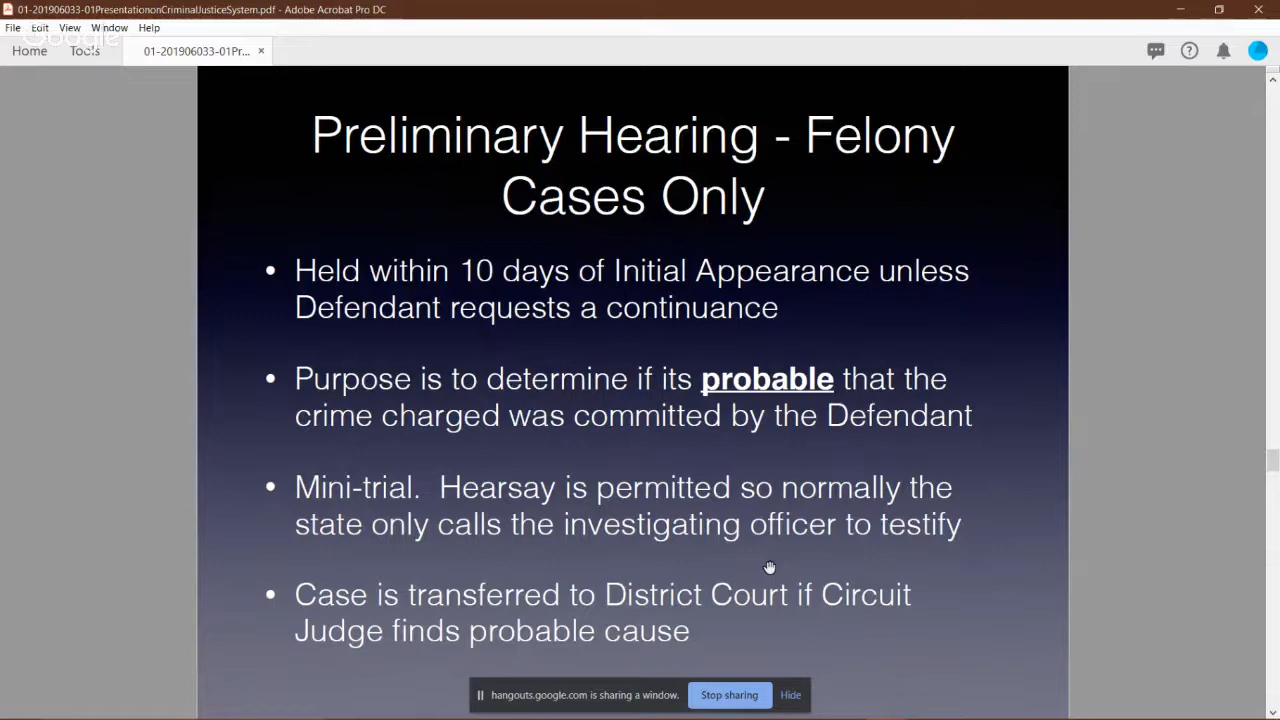 01-201906033-01PresentationonCriminalJusticeSystem.pdf - Adobe Acrobat Pro DC
File Edit View Window Help
Google
Home Tools 01-201906033-01Pr... ×
Preliminary Hearing - Felony
Cases Only
• Held within 10 days of Initial Appearance unless
Defendant requests a continuance
• Purpose is to determine if its probable that the
crime charged was committed by the Defendant
• Mini-trial. Hearsay is permitted so normally the
state only calls the investigating officer to testify
• Case is transferred to District Court if Circuit
Judge finds probable cause
hangouts.google.com is sharing a window. Stop sharing Hide